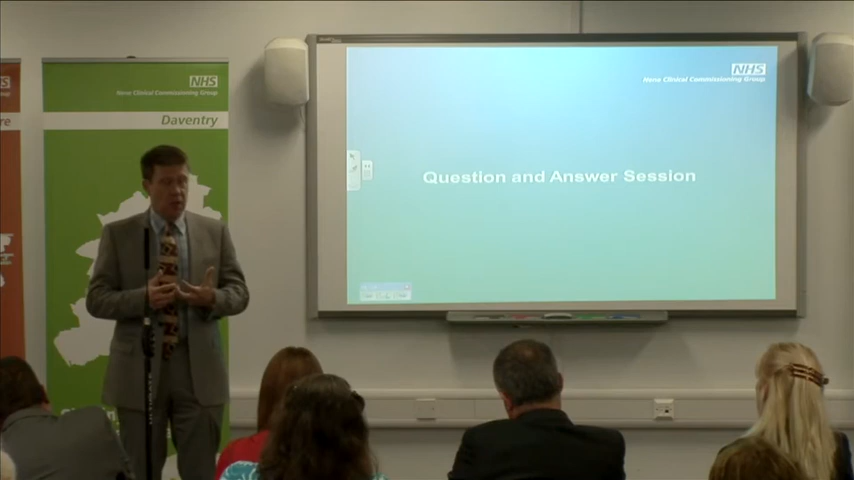 NHS
Nene Clinical Commissioning Group
Daventry
NHS
Nene Clinical Commissioning Group
Question and Answer Session